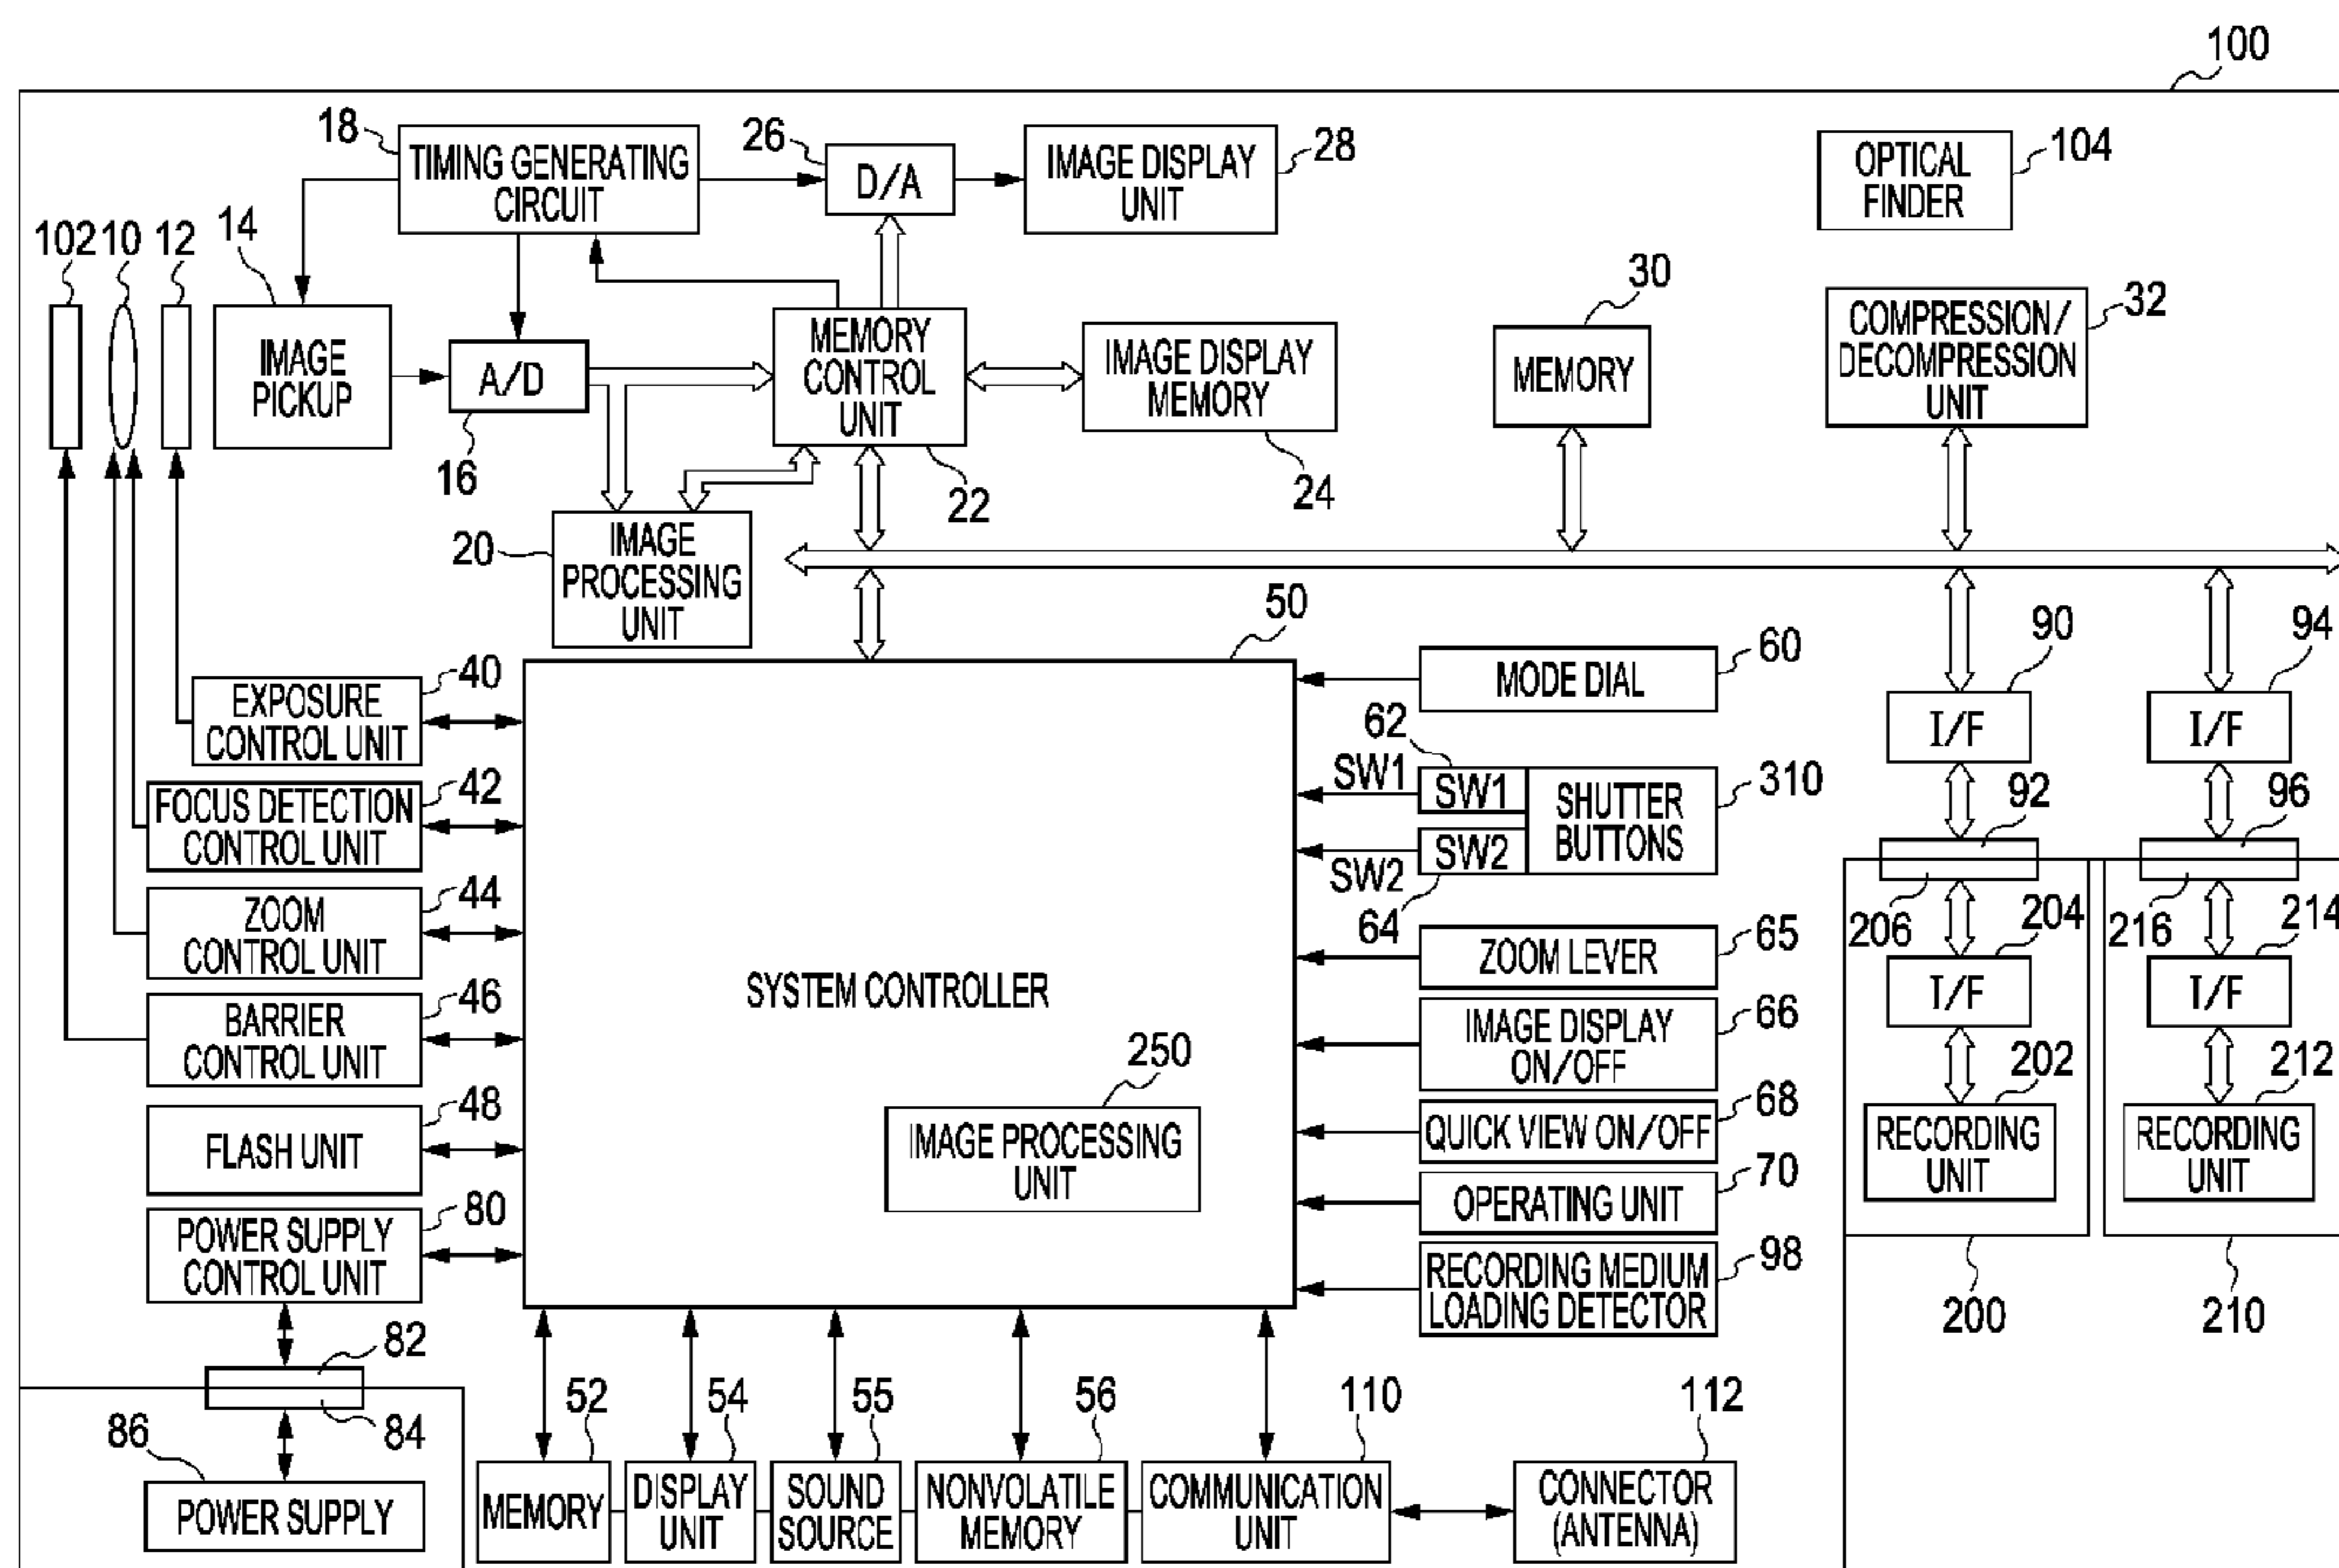 100
18
TIMING GENERATING
CIRCUIT
26
D/A
IMAGE DISPLAY
UNIT
28
OPTICAL
FINDER
104
102
10
12
14
IMAGE
PICKUP
A/D
16
MEMORY
CONTROL
UNIT
22
IMAGE DISPLAY
MEMORY
24
30
MEMORY
COMPRESSION/
DECOMPRESSION
UNIT
32
20
IMAGE
PROCESSING
UNIT
50
SYSTEM CONTROLLER
250
IMAGE PROCESSING
UNIT
EXPOSURE
CONTROL UNIT
40
FOCUS DETECTION
CONTROL UNIT
42
ZOOM
CONTROL UNIT
44
BARRIER
CONTROL UNIT
46
FLASH UNIT
48
POWER SUPPLY
CONTROL UNIT
80
82
84
86
POWER SUPPLY
MODE DIAL
60
62
SW1
SW1
SHUTTER
BUTTONS
310
SW2
SW2
64
ZOOM LEVER
65
IMAGE DISPLAY
ON/OFF
66
QUICK VIEW ON/OFF
68
OPERATING UNIT
70
RECORDING MEDIUM
LOADING DETECTOR
98
90
I/F
92
206
204
I/F
202
RECORDING
UNIT
200
94
I/F
96
216
214
I/F
212
RECORDING
UNIT
210
52
MEMORY
54
DISPLAY
UNIT
55
SOUND
SOURCE
56
NONVOLATILE
MEMORY
110
COMMUNICATION
UNIT
112
CONNECTOR
(ANTENNA)